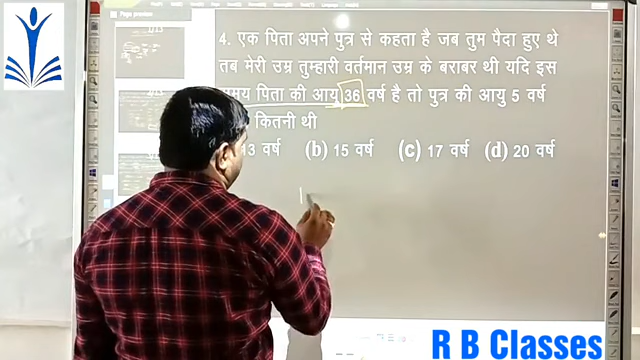 4. एक पिता अपने पुत्र से कहता है जब तुम पैदा हुए थे
तब मेरी उम्र तुम्हारी वर्तमान उम्र के बराबर थी यदि इस
समय पिता की आयु 36 वर्ष है तो पुत्र की आयु 5 वर्ष
कितनी थी
13 वर्ष (b) 15 वर्ष (c) 17 वर्ष (d) 20 वर्ष
R B Classes